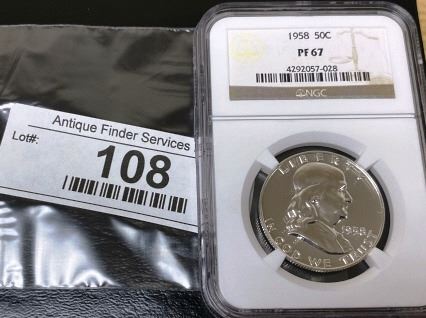 Antique Finder Services
Lot#:
108
1958 50C
PF 67
4292057-028
NGC
LIBERTY
1958
IN GOD WE TRUST